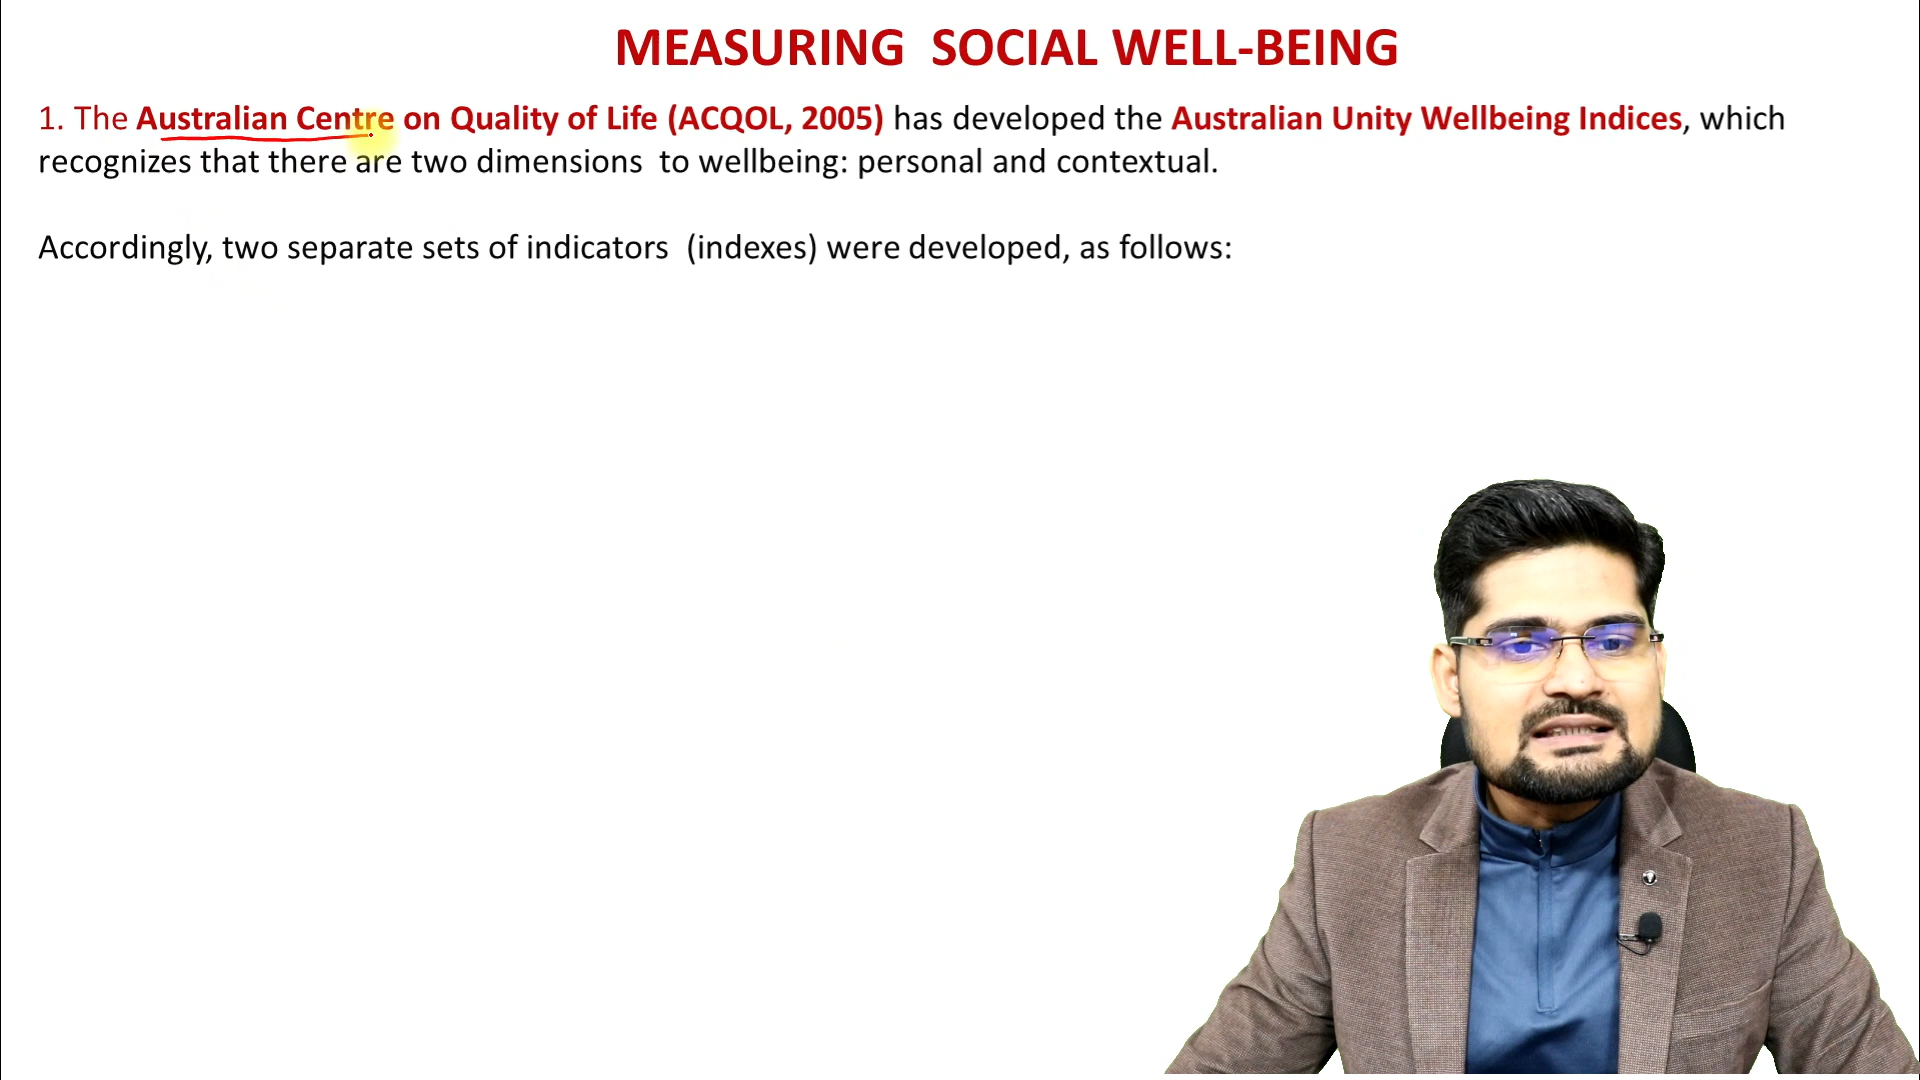 MEASURING SOCIAL WELL-BEING
1. The Australian Centre on Quality of Life (ACQOL, 2005) has developed the Australian Unity Wellbeing Indices, which
recognizes that there are two dimensions to wellbeing: personal and contextual.
Accordingly, two separate sets of indicators (indexes) were developed, as follows: